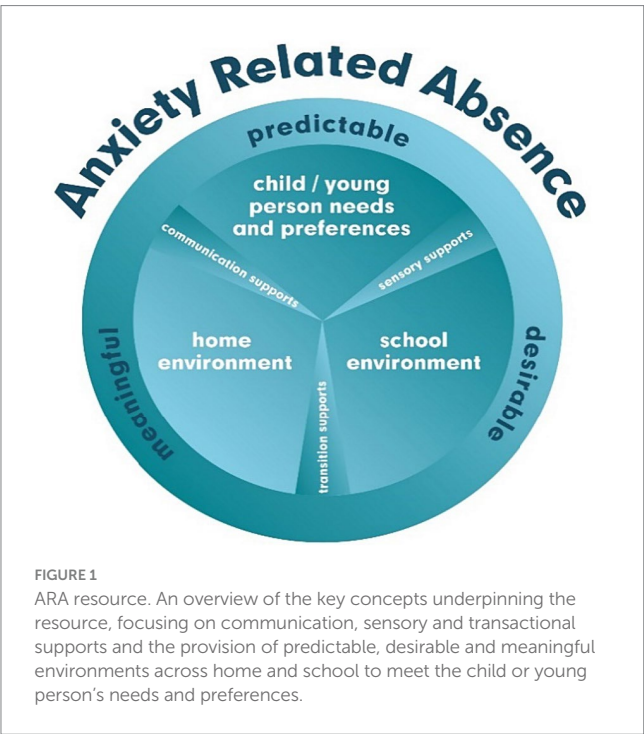 Anxiety Related Absence
predictable
child / young
person needs
and preferences
communication supports
sensory supports
home
environment
school
environment
meaningful
desirable
transition supports
FIGURE 1
ARA resource. An overview of the key concepts underpinning the
resource, focusing on communication, sensory and transactional
supports and the provision of predictable, desirable and meaningful
environments across home and school to meet the child or young
person's needs and preferences.